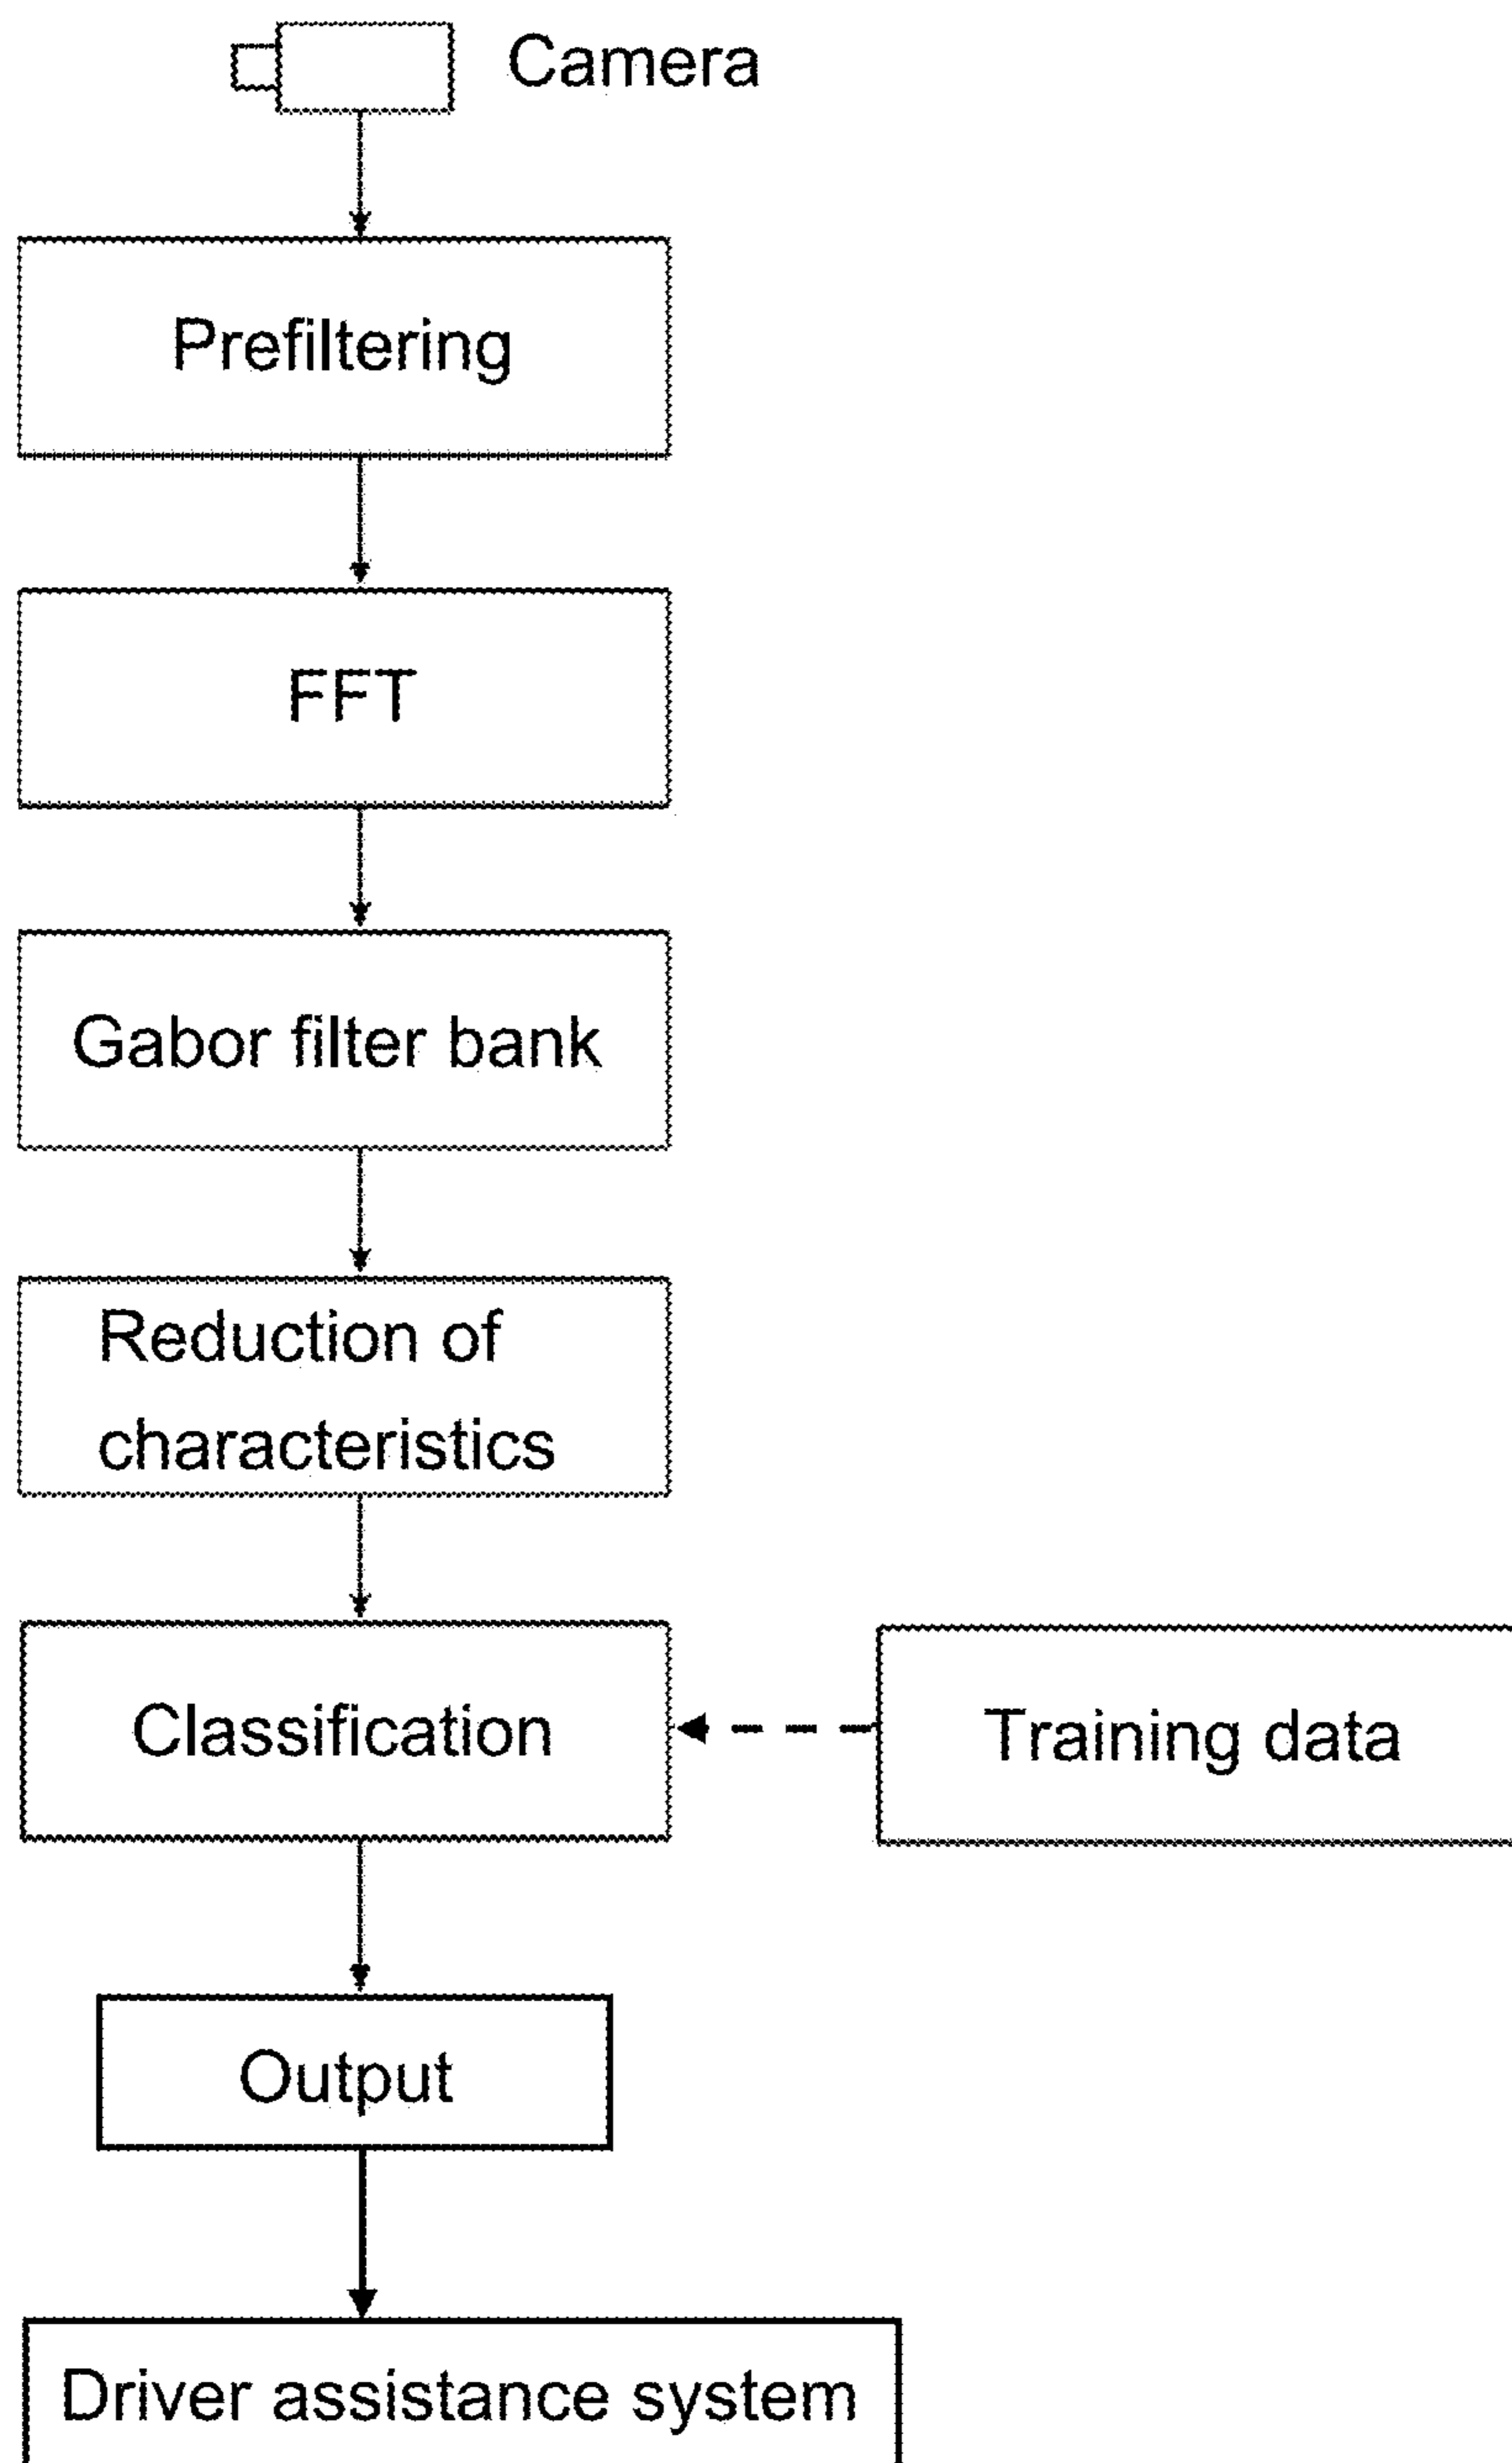 Camera
Prefiltering
FFT
Gabor filter bank
Reduction of
characteristics
Classification
Training data
Output
Driver assistance system